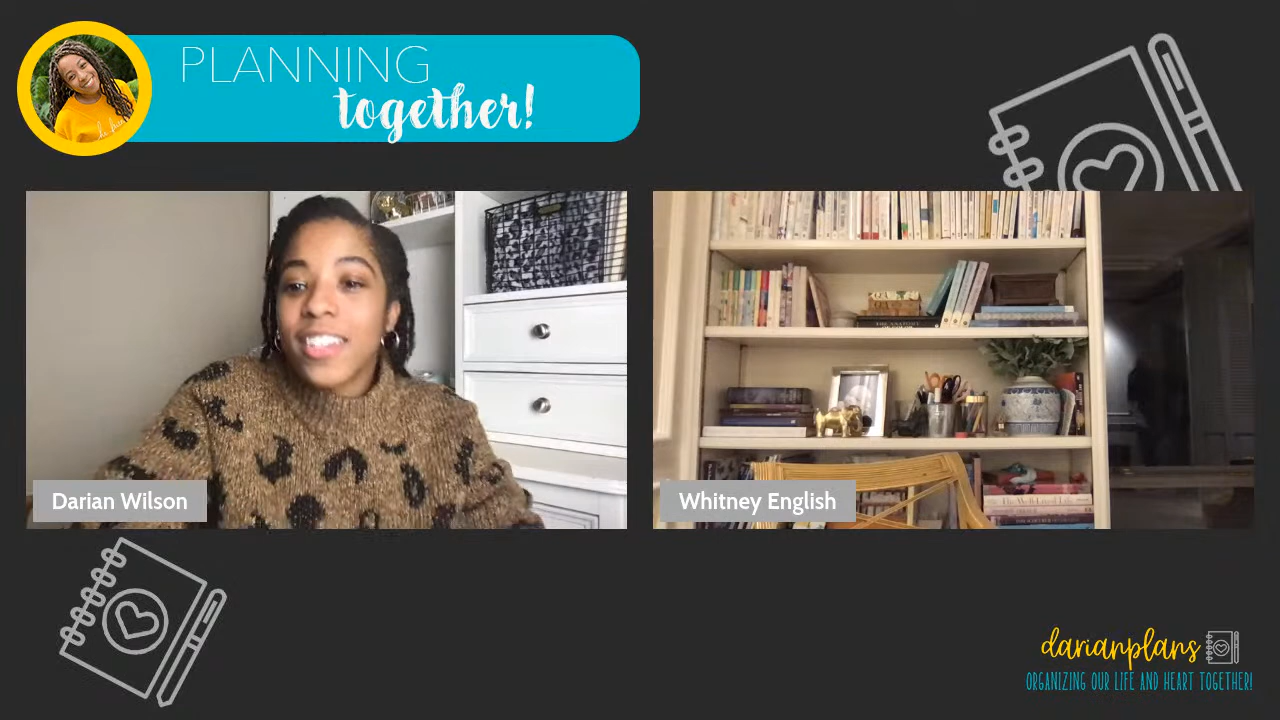 PLANNING
together!
Darian Wilson
Whitney English
darianplans
ORGANIZING OUR LIFE AND HEART TOGETHER!